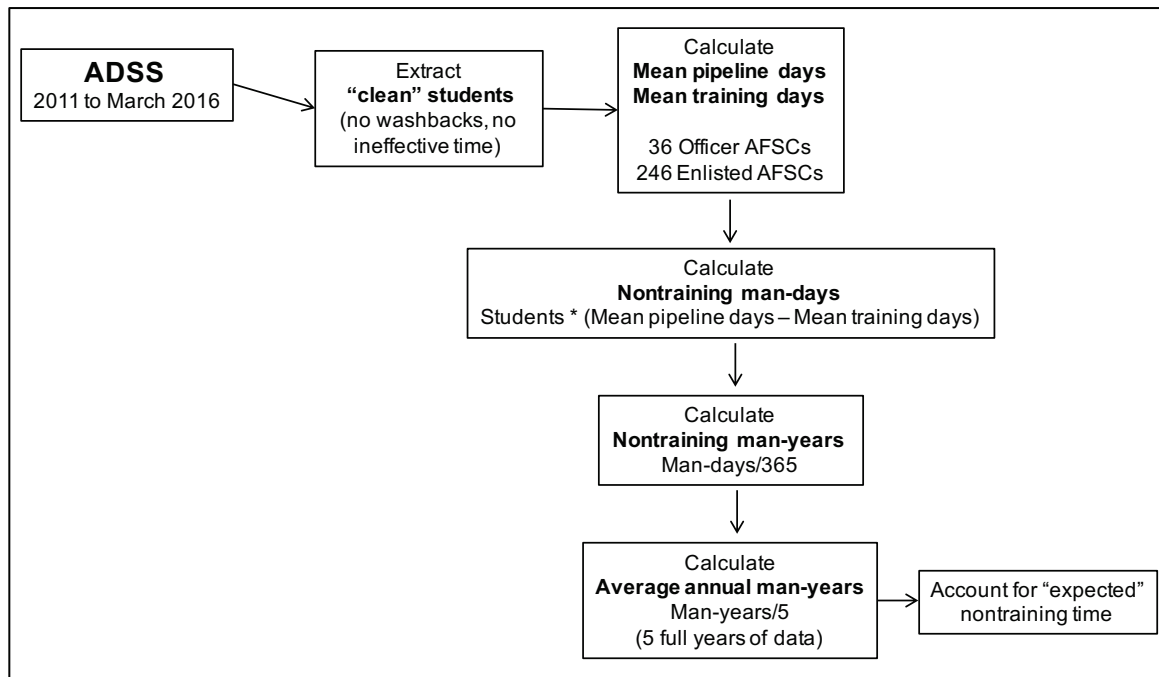 ADSS
2011 to March 2016
Extract
“clean” students
(no washbacks, no
ineffective time)
Calculate
Mean pipeline days
Mean training days
36 Officer AFSCs
246 Enlisted AFSCs
Calculate
Nontraining man-days
Students * (Mean pipeline days – Mean training days)
Calculate
Nontraining man-years
Man-days/365
Calculate
Average annual man-years
Man-years/5
(5 full years of data)
Account for “expected”
nontraining time